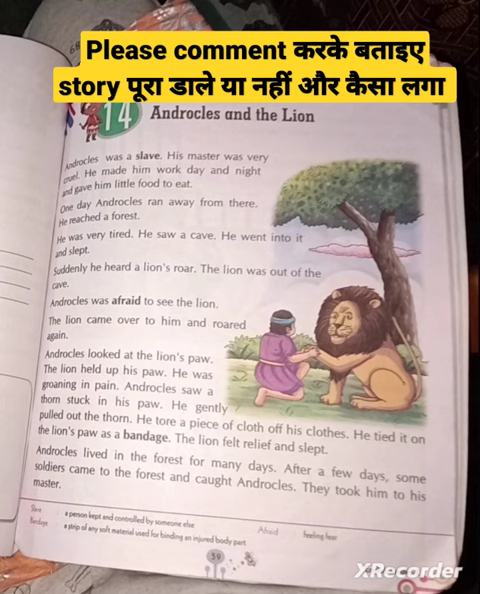 Please comment करके बताइए
story पूरा डाले या नहीं और कैसा लगा
14 Androcles and the Lion
Androcles was a slave. His master was very
cruel. He made him work day and night
and gave him little food to eat.
One day Androcles ran away from there.
He reached a forest.
He was very tired. He saw a cave. He went into it
and slept.
Suddenly he heard a lion's roar. The lion was out of the
cave.
Androcles was afraid to see the lion.
The lion came over to him and roared
again.
Androcles looked at the lion's paw.
The lion held up his paw. He was
groaning in pain. Androcles saw a
thorn stuck in his paw. He gently
pulled out the thorn. He tore a piece of cloth off his clothes. He tied it on
the lion's paw as a bandage. The lion felt relief and slept.
Androcles lived in the forest for many days. After a few days, some
soldiers came to the forest and caught Androcles. They took him to his
master.
Slave a person kept and controlled by someone else Afraid feeling fear
Bandage a strip of any soft material used for binding an injured body part
59
XRecorder